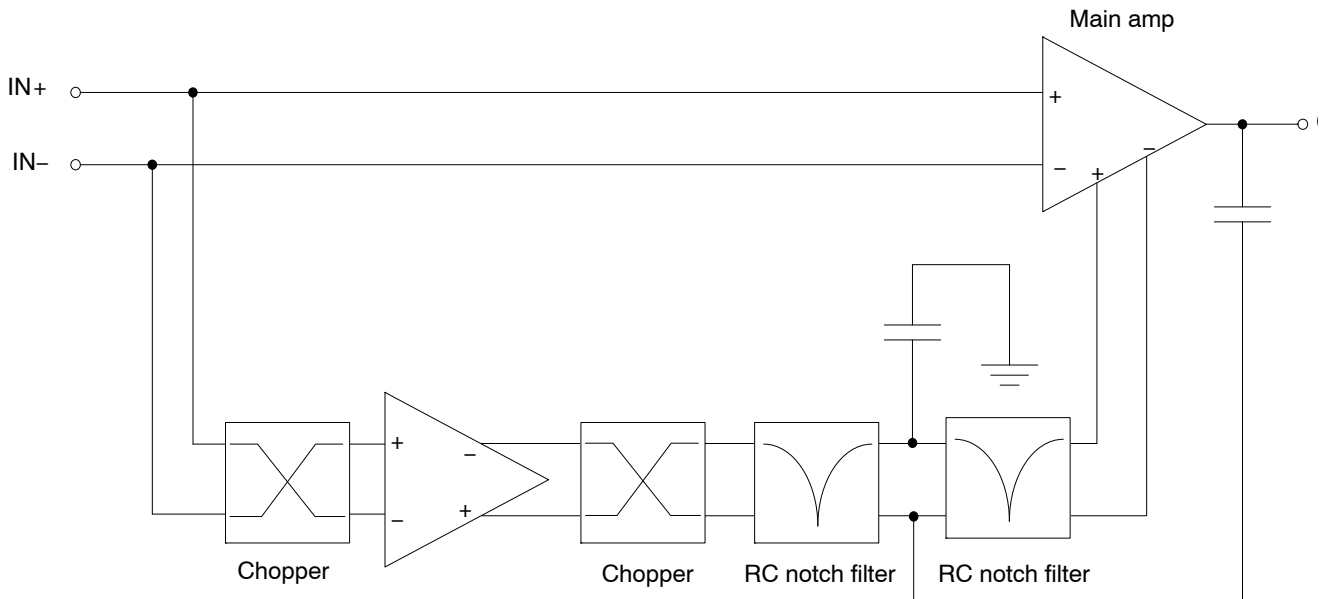 Main amp
IN+
+
IN−
−
+
−
+
−
−
+
Chopper
Chopper
RC notch filter
RC notch filter